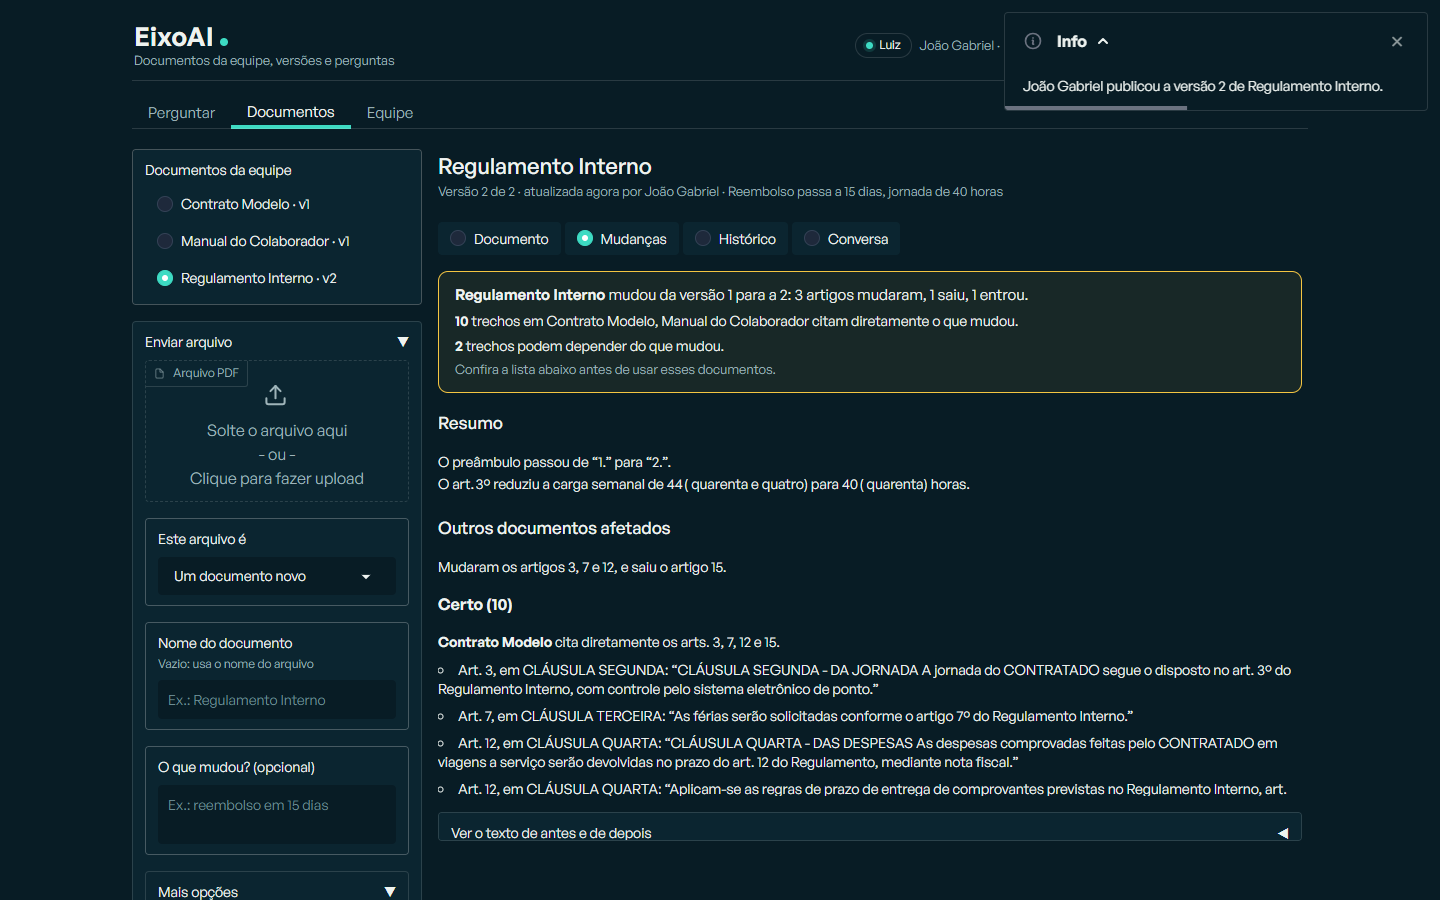 EixoAI
Documentos da equipe, versões e perguntas
Luiz
João Gabriel ·
Info
João Gabriel publicou a versão 2 de Regulamento Interno.
Perguntar
Documentos
Equipe
Documentos da equipe
Contrato Modelo · v1
Manual do Colaborador · v1
Regulamento Interno · v2
Enviar arquivo
Arquivo PDF
Solte o arquivo aqui
- ou -
Clique para fazer upload
Este arquivo é
Um documento novo
Nome do documento
Vazio: usa o nome do arquivo
Ex.: Regulamento Interno
O que mudou? (opcional)
Ex.: reembolso em 15 dias
Mais opções
Regulamento Interno
Versão 2 de 2 · atualizada agora por João Gabriel · Reembolso passa a 15 dias, jornada de 40 horas
Documento
Mudanças
Histórico
Conversa
Regulamento Interno mudou da versão 1 para a 2: 3 artigos mudaram, 1 saiu, 1 entrou.
10 trechos em Contrato Modelo, Manual do Colaborador citam diretamente o que mudou.
2 trechos podem depender do que mudou.
Confira a lista abaixo antes de usar esses documentos.
Resumo
O preâmbulo passou de “1.” para “2.”.
O art. 3º reduziu a carga semanal de 44 ( quarenta e quatro) para 40 ( quarenta) horas.
Outros documentos afetados
Mudaram os artigos 3, 7 e 12, e saiu o artigo 15.
Certo (10)
Contrato Modelo cita diretamente os arts. 3, 7, 12 e 15.
Art. 3, em CLÁUSULA SEGUNDA: “CLÁUSULA SEGUNDA - DA JORNADA A jornada do CONTRATADO segue o disposto no art. 3º do
Regulamento Interno, com controle pelo sistema eletrônico de ponto.”
Art. 7, em CLÁUSULA TERCEIRA: “As férias serão solicitadas conforme o artigo 7º do Regulamento Interno.”
Art. 12, em CLÁUSULA QUARTA: “CLÁUSULA QUARTA - DAS DESPESAS As despesas comprovadas feitas pelo CONTRATADO em
viagens a serviço serão devolvidas no prazo do art. 12 do Regulamento, mediante nota fiscal.”
Art. 12, em CLÁUSULA QUARTA: “Aplicam-se as regras de prazo de entrega de comprovantes previstas no Regulamento Interno, art.
Ver o texto de antes e de depois